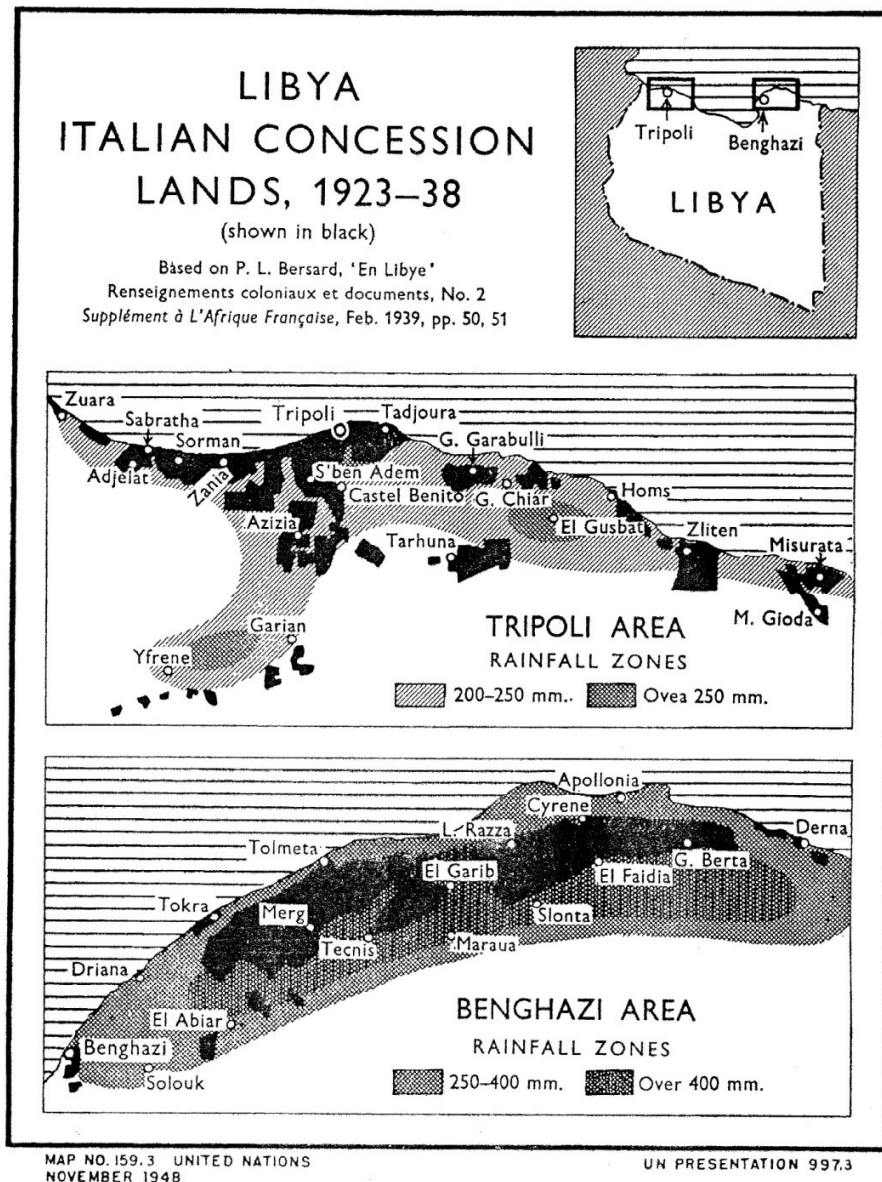 LIBYA
ITALIAN CONCESSION
LANDS, 1923–38
(shown in black)
Based on P. L. Bersard, 'En Libye'
Renseignements coloniaux et documents, No. 2
Supplément à L'Afrique Française, Feb. 1939, pp. 50, 51
Tripoli
Benghazi
LIBYA
Zuara
Sabratha
Tripoli
Tadjoura
Sorman
G. Garabulli
Adjelat
Zania
S'ben Adem
Castel Benito
G. Chiár
Homs
Azizia
El Gusbat
Tarhuna
Zliten
Misurata
Garian
M. Gioda
Yfrene
TRIPOLI AREA
RAINFALL ZONES
200–250 mm..
Ovea 250 mm.
Apollonia
Cyrene
L. Razza
Derna
Tolmeta
El Garib
G. Berta
El Faidia
Tokra
Merg
Slonta
Tecnis
Maraua
Driana
El Abiar
Benghazi
Solouk
BENGHAZI AREA
RAINFALL ZONES
250–400 mm.
Over 400 mm.
MAP NO. 159.3 UNITED NATIONS
NOVEMBER 1948
UN PRESENTATION 997.3